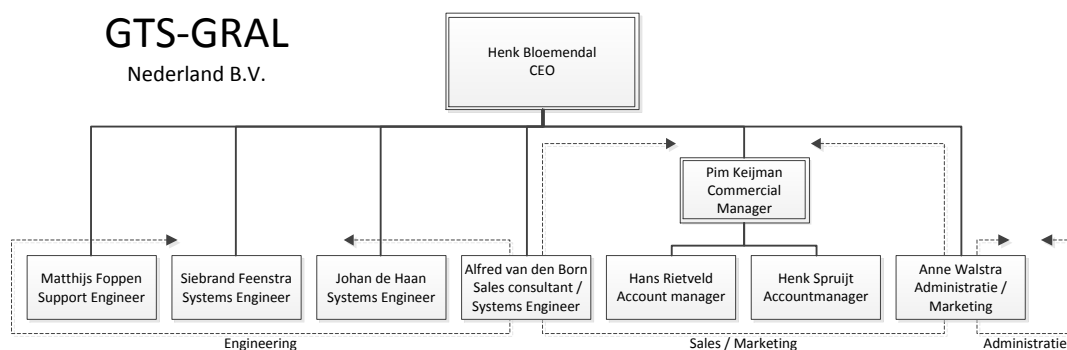 GTS-GRAL
Nederland B.V.
Henk Bloemendal
CEO
Pim Keijman
Commercial
Manager
Matthijs Foppen
Support Engineer
Siebrand Feenstra
Systems Engineer
Johan de Haan
Systems Engineer
Alfred van den Born
Sales consultant /
Systems Engineer
Hans Rietveld
Account manager
Henk Spruijt
Accountmanager
Anne Walstra
Administratie /
Marketing
Engineering
Sales / Marketing
Administratie